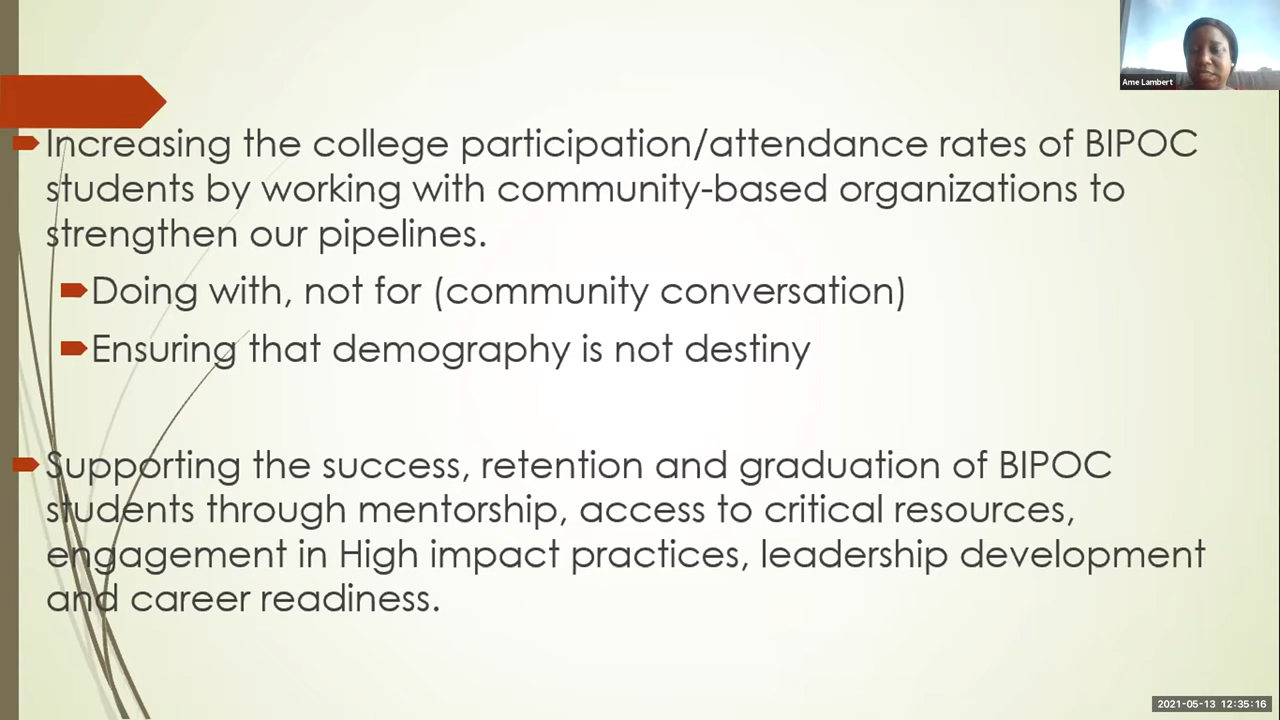 Ame Lambert
Increasing the college participation/attendance rates of BIPOC
students by working with community-based organizations to
strengthen our pipelines.
Doing with, not for (community conversation)
Ensuring that demography is not destiny
Supporting the success, retention and graduation of BIPOC
students through mentorship, access to critical resources,
engagement in High impact practices, leadership development
and career readiness.
2021-05-13 12:35:16